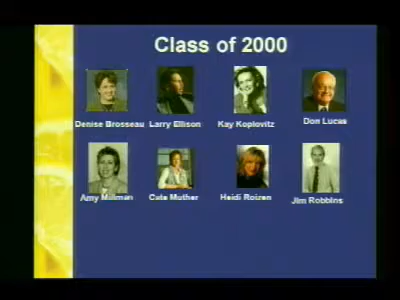 Class of 2000
Denise Brosseau Larry Ellison Kay Koplovitz Don Lucas
Amy Millman Cate Muther Heidi Roizen Jim Robbins